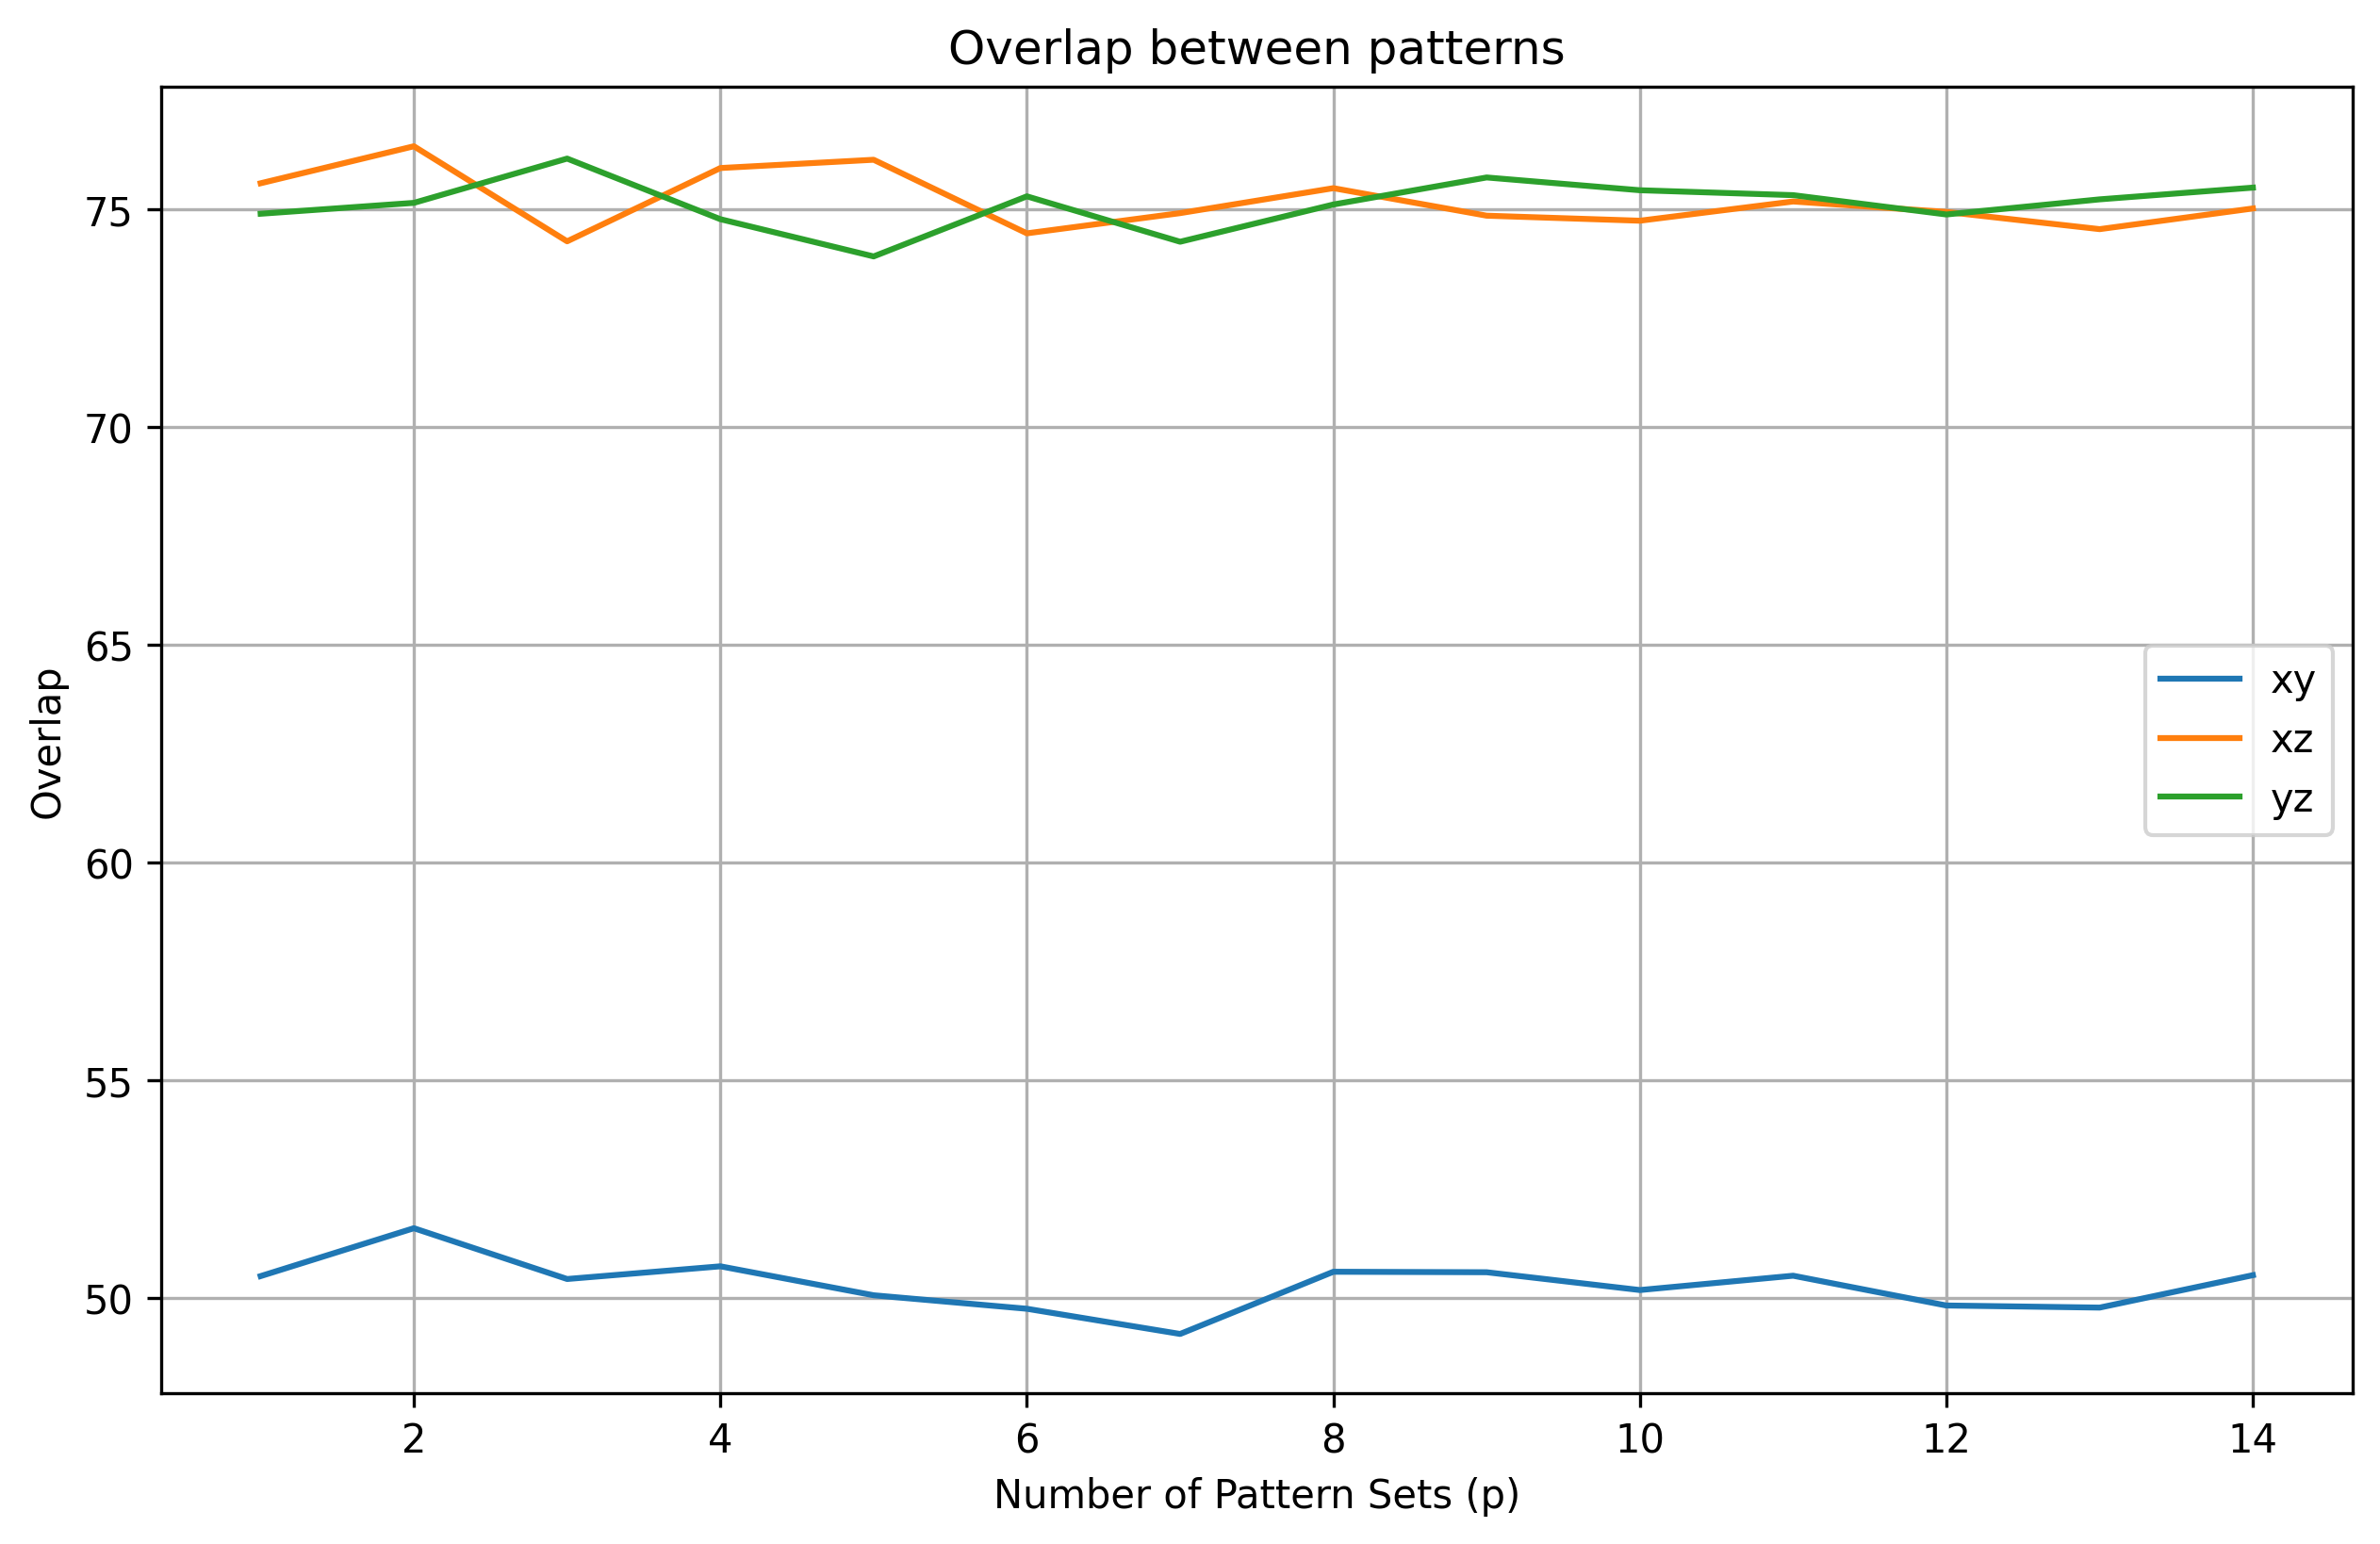 Overlap between patterns
75
70
65
60
55
50
Overlap
xy
xz
yz
2 4 6 8 10 12 14
Number of Pattern Sets (p)